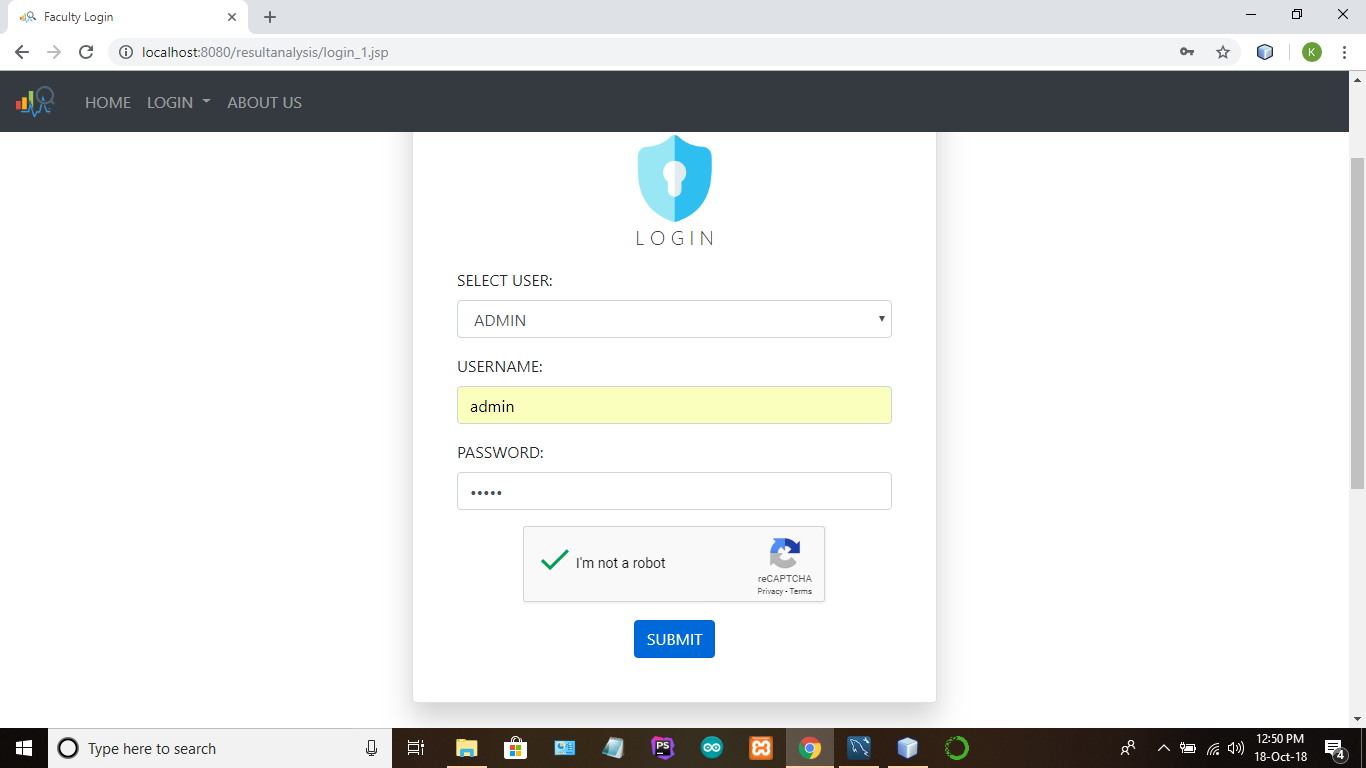 Faculty Login
localhost:8080/resultanalysis/login_1.jsp
K
HOME LOGIN ABOUT US
LOGIN
SELECT USER:
ADMIN
USERNAME:
admin
PASSWORD:
•••••
I'm not a robot
reCAPTCHA
Privacy - Terms
SUBMIT
Type here to search
PS
12:50 PM
18-Oct-18
4